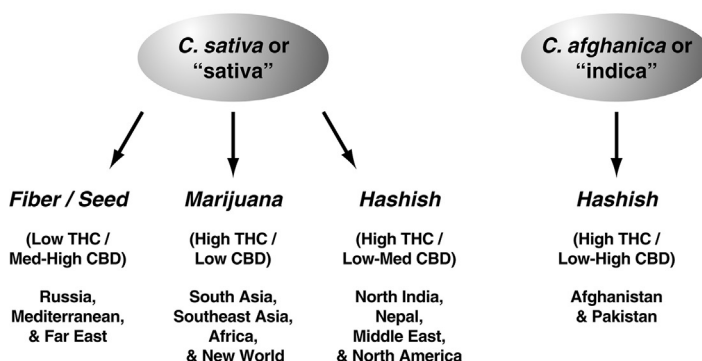 C. sativa or
“sativa”
C. afghanica or
“indica”
Fiber / Seed
(Low THC /
Med-High CBD)
Russia,
Mediterranean,
& Far East
Marijuana
(High THC /
Low CBD)
South Asia,
Southeast Asia,
Africa,
& New World
Hashish
(High THC /
Low-Med CBD)
North India,
Nepal,
Middle East,
& North America
Hashish
(High THC /
Low-High CBD)
Afghanistan
& Pakistan